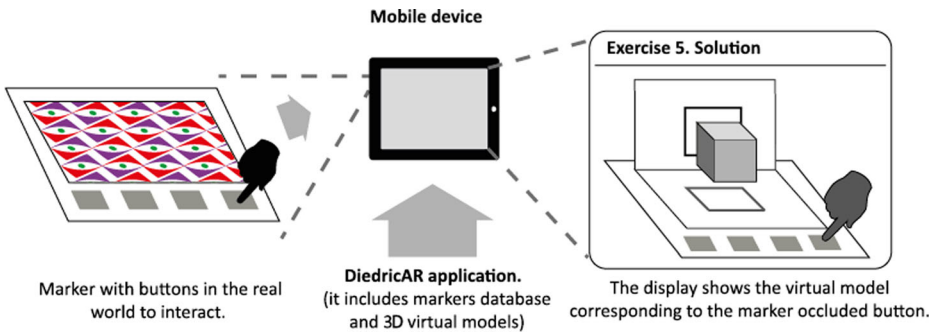 Mobile device
Exercise 5. Solution
Marker with buttons in the real
world to interact.
DiedricAR application.
(it includes markers database
and 3D virtual models)
The display shows the virtual model
corresponding to the marker occluded button.